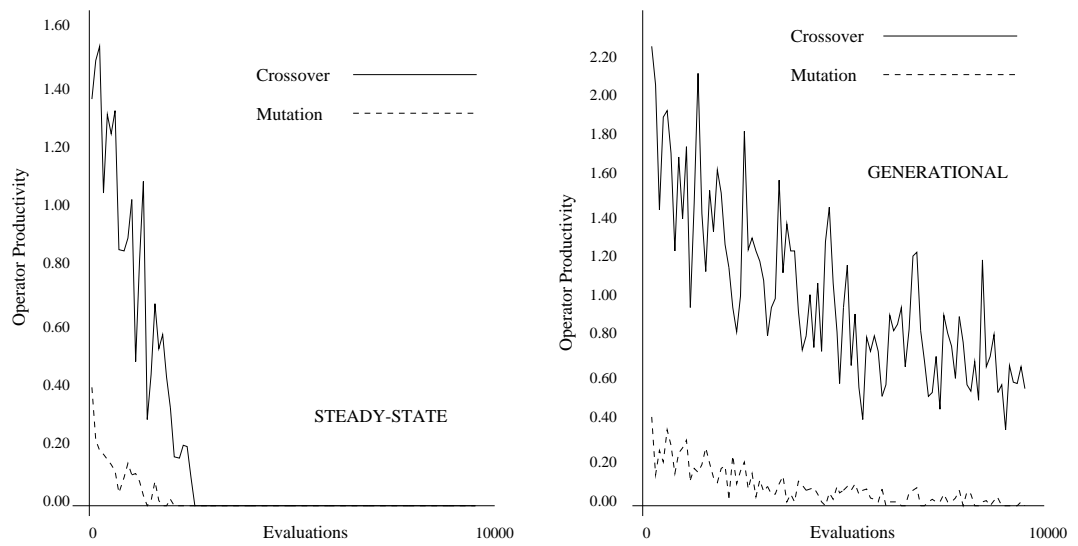 1.60
1.40
1.20
1.00
0.80
0.60
0.40
0.20
0.00
Operator Productivity
Crossover
Mutation
STEADY-STATE
0
Evaluations
10000
2.20
2.00
1.80
1.60
1.40
1.20
1.00
0.80
0.60
0.40
0.20
0.00
Operator Productivity
Crossover
Mutation
GENERATIONAL
0
Evaluations
10000